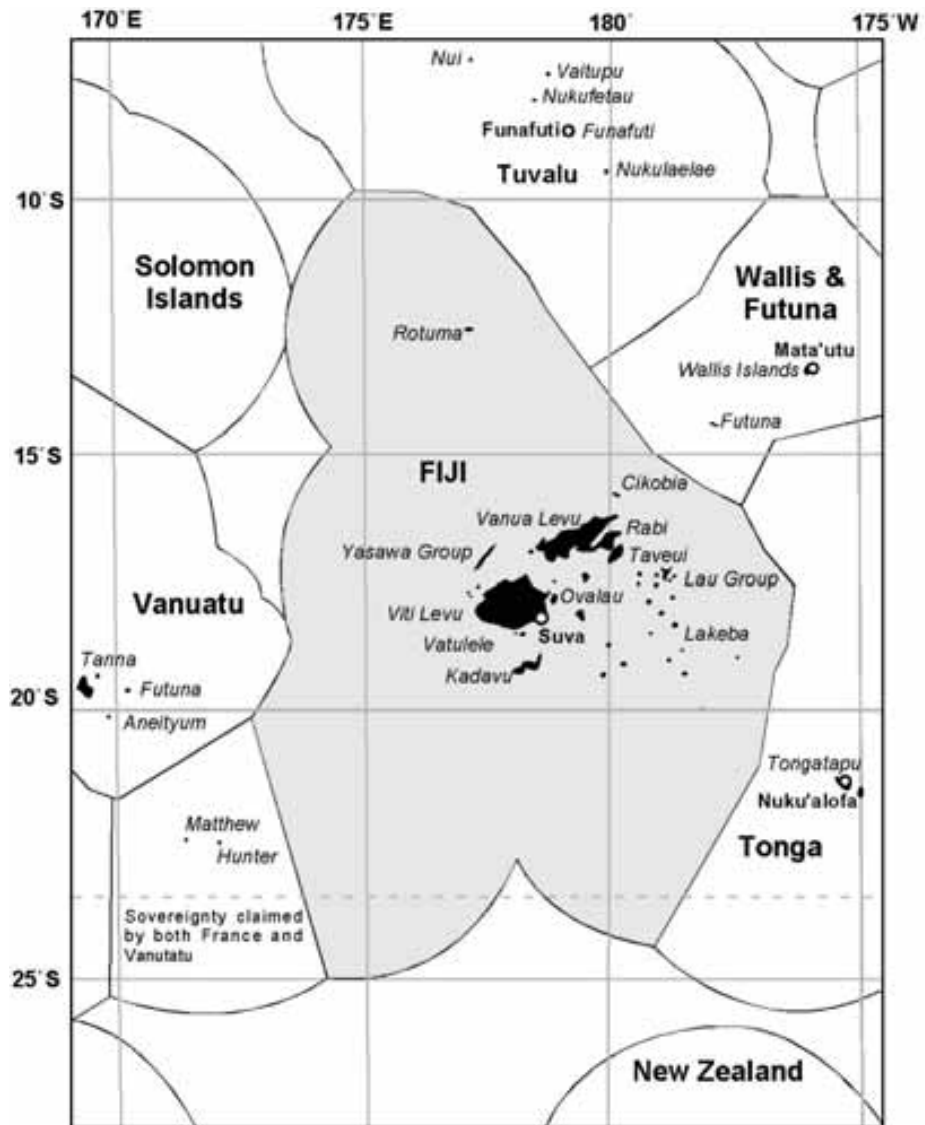 170°E 175°E 180° 175°W
Nui
Vaitupu
Nukufetau
Funafuti Funafuti
Tuvalu
Nukulaelae
10°S
Solomon
Islands
Wallis &
Futuna
Rotuma
Mata'utu
Wallis Islands
Futuna
15°S
FIJI
Cikobia
Vanua Levu
Rabi
Yasawa Group
Taveui
Lau Group
Vanuatu
Ovalau
Viti Levu
Suva
Lakeba
Vatulele
Tanna
Kadavu
Futuna
20°S
Aneityum
Tongatapu
Nuku'alofa
Matthew
Hunter
Tonga
Sovereignty claimed
by both France and
Vanutatu
25°S
New Zealand